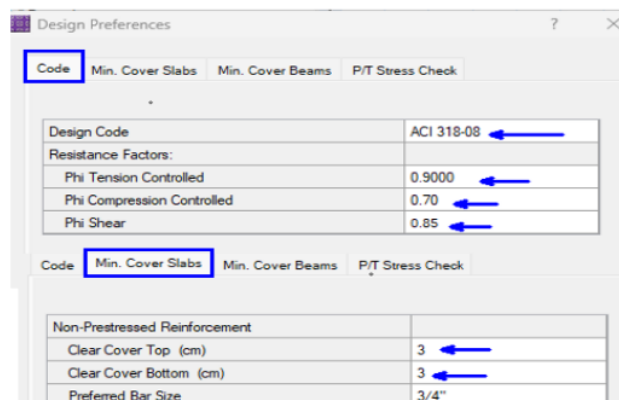 Design Preferences ?
Code Min. Cover Slabs Min. Cover Beams P/T Stress Check
Design Code ACI 318-08
Resistance Factors:
Phi Tension Controlled 0.9000
Phi Compression Controlled 0.70
Phi Shear 0.85
Code Min. Cover Slabs Min. Cover Beams P/T Stress Check
Non-Prestressed Reinforcement
Clear Cover Top (cm) 3
Clear Cover Bottom (cm) 3
Preferred Bar Size 3/4"